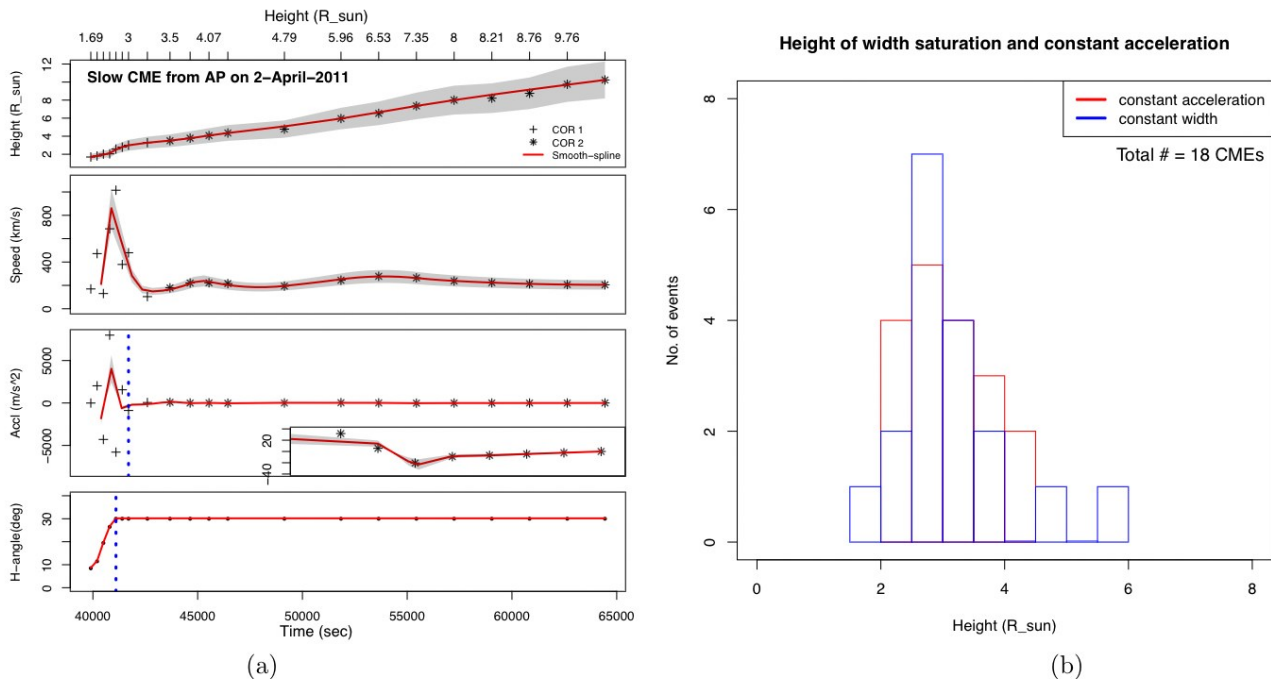 Height (R_sun)
1.69 3 3.5 4.07 4.79 5.96 6.53 7.35 8 8.21 8.76 9.76
Slow CME from AP on 2−April−2011
Height (R_sun)
12
10
8
6
4
2
COR 1
COR 2
Smooth−spline
Speed (km/s)
800
400
0
Accl (m/s^2)
5000
0
−5000
20
40
H−angle(deg)
30
10
0
40000 45000 50000 55000 60000 65000
Time (sec)
(a)
Height of width saturation and constant acceleration
constant acceleration
constant width
Total # = 18 CMEs
No. of events
8
6
4
2
0
0 2 4 6 8
Height (R_sun)
(b)